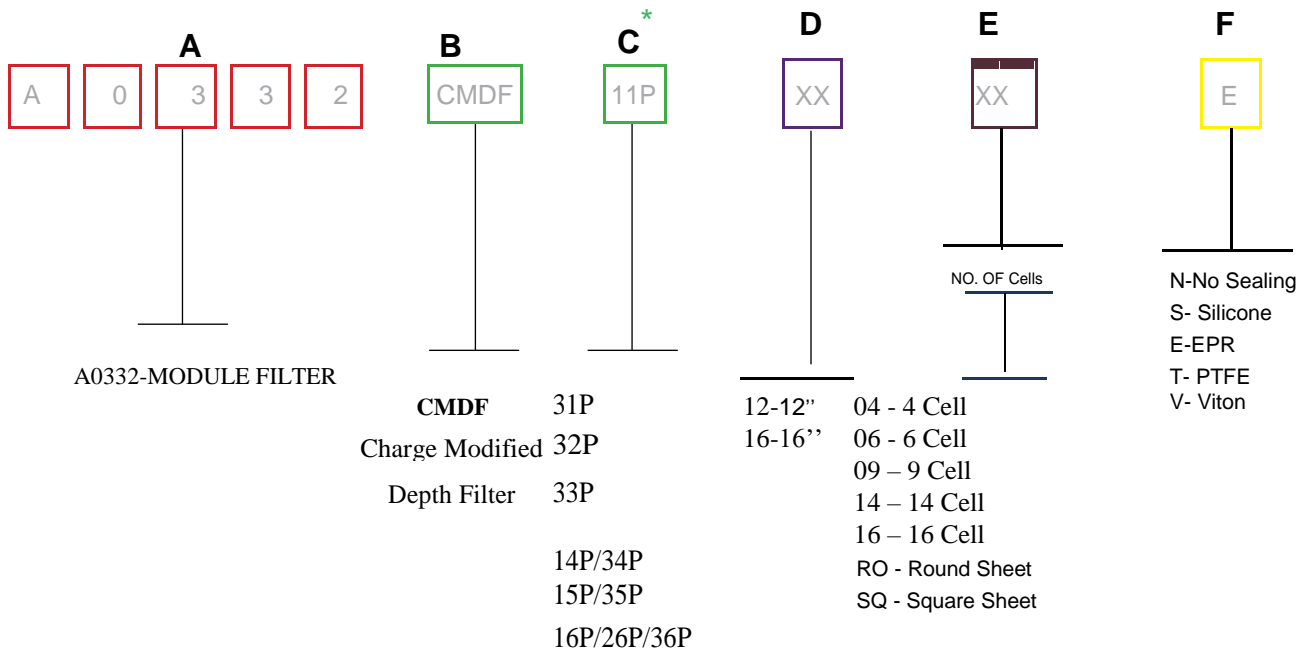 A B C* D E F
A 0 3 3 2 CMDF 11P XX XX E
NO. OF Cells
A0332-MODULE FILTER
CMDF
Charge Modified
Depth Filter
31P
32P
33P
14P/34P
15P/35P
16P/26P/36P
12-12”
16-16’’
04 - 4 Cell
06 - 6 Cell
09 – 9 Cell
14 – 14 Cell
16 – 16 Cell
RO - Round Sheet
SQ - Square Sheet
N-No Sealing
S- Silicone
E-EPR
T- PTFE
V- Viton